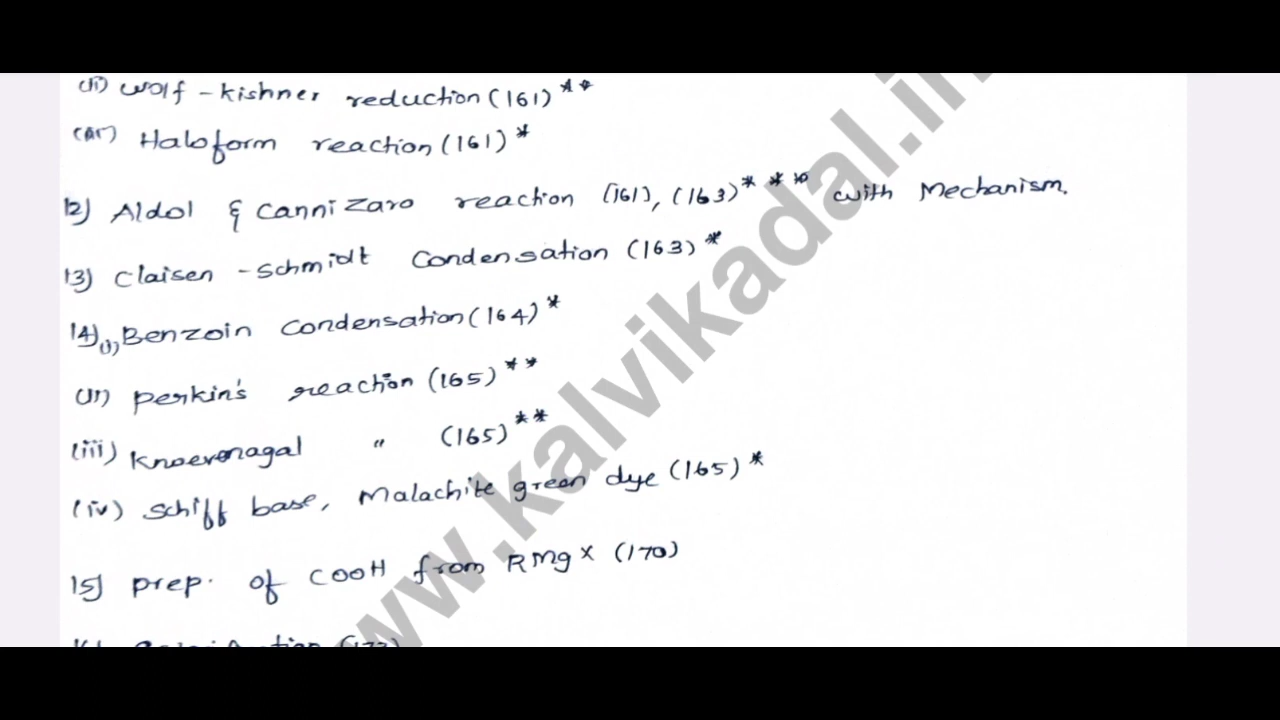 (ii) Wolf - kishner reduction (161)**
(iii) Haloform reaction (161)*
12) Aldol & Cannizaro reaction [161], (163)*** with Mechanism.
13) Claisen - Schmidt Condensation (163)*
14) (i) Benzoin Condensation (164)*
(ii) Perkin's reaction (165)**
(iii) Knoevenagal " (165)**
(iv) Schiff base, Malachite green dye (165)*
15) Prep. of COOH from RMgX (170)
www.kalvikadal.in